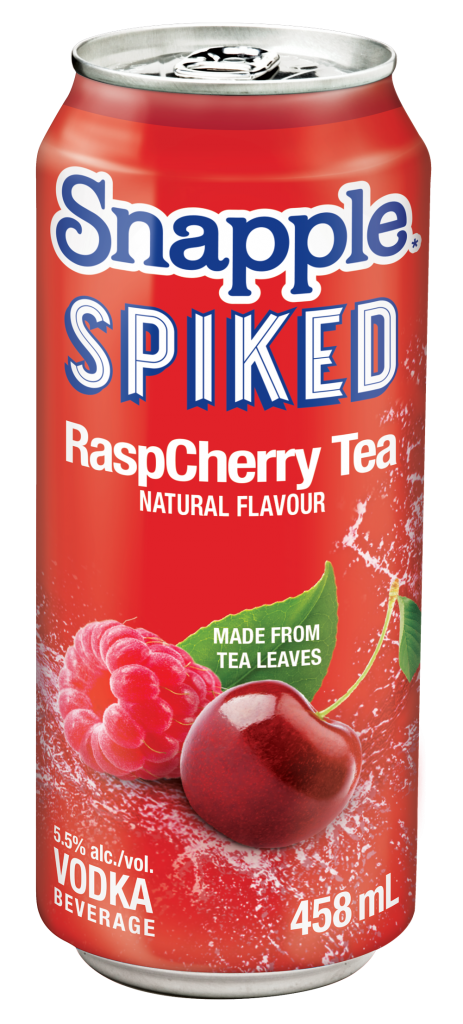 Snapple.*
SPIKED
RaspCherry Tea
NATURAL FLAVOUR
MADE FROM
TEA LEAVES
5.5% alc./vol.
VODKA
BEVERAGE
458 mL